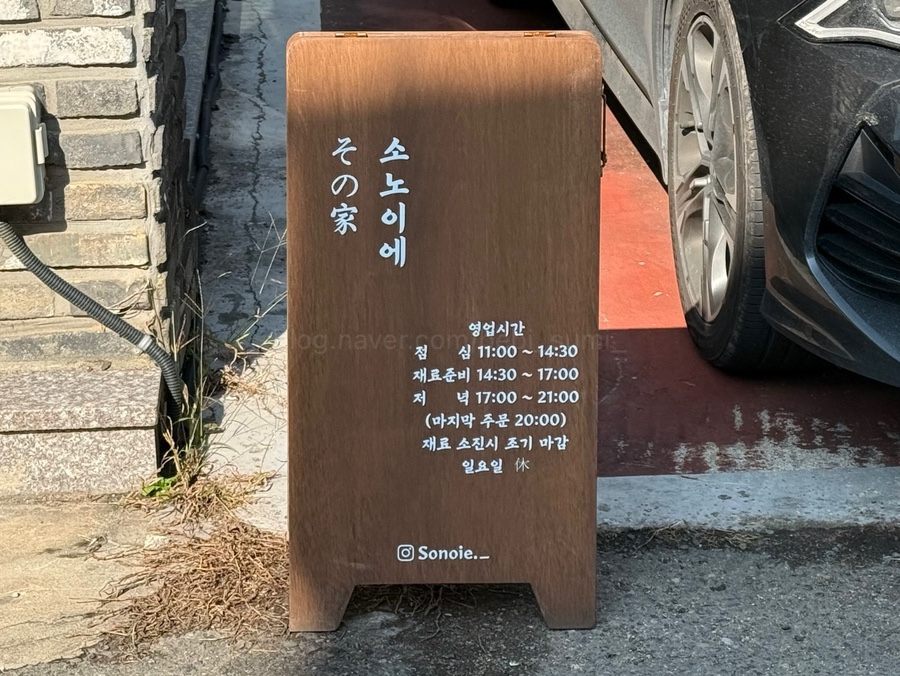 소노이에
その家
영업시간
점 심 11:00 ~ 14:30
재료준비 14:30 ~ 17:00
저 녁 17:00 ~ 21:00
(마지막 주문 20:00)
재료 소진시 조기 마감
일요일 休
Sonoie._